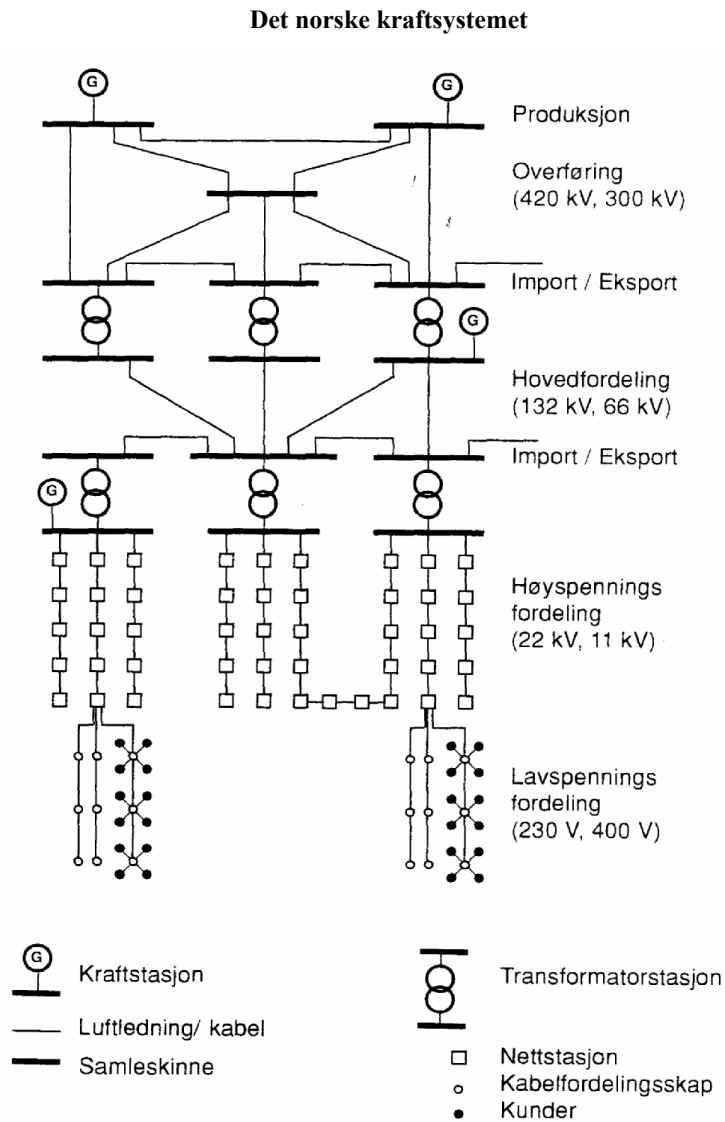 Det norske kraftsystemet
G
G
Produksjon
Overføring
(420 kV, 300 kV)
Import / Eksport
G
Hovedfordeling
(132 kV, 66 kV)
Import / Eksport
G
Høyspennings
fordeling
(22 kV, 11 kV)
Lavspennings
fordeling
(230 V, 400 V)
G
Kraftstasjon
Luftledning/ kabel
Samleskinne
Transformatorstasjon
Nettstasjon
Kabelfordelingsskap
Kunder